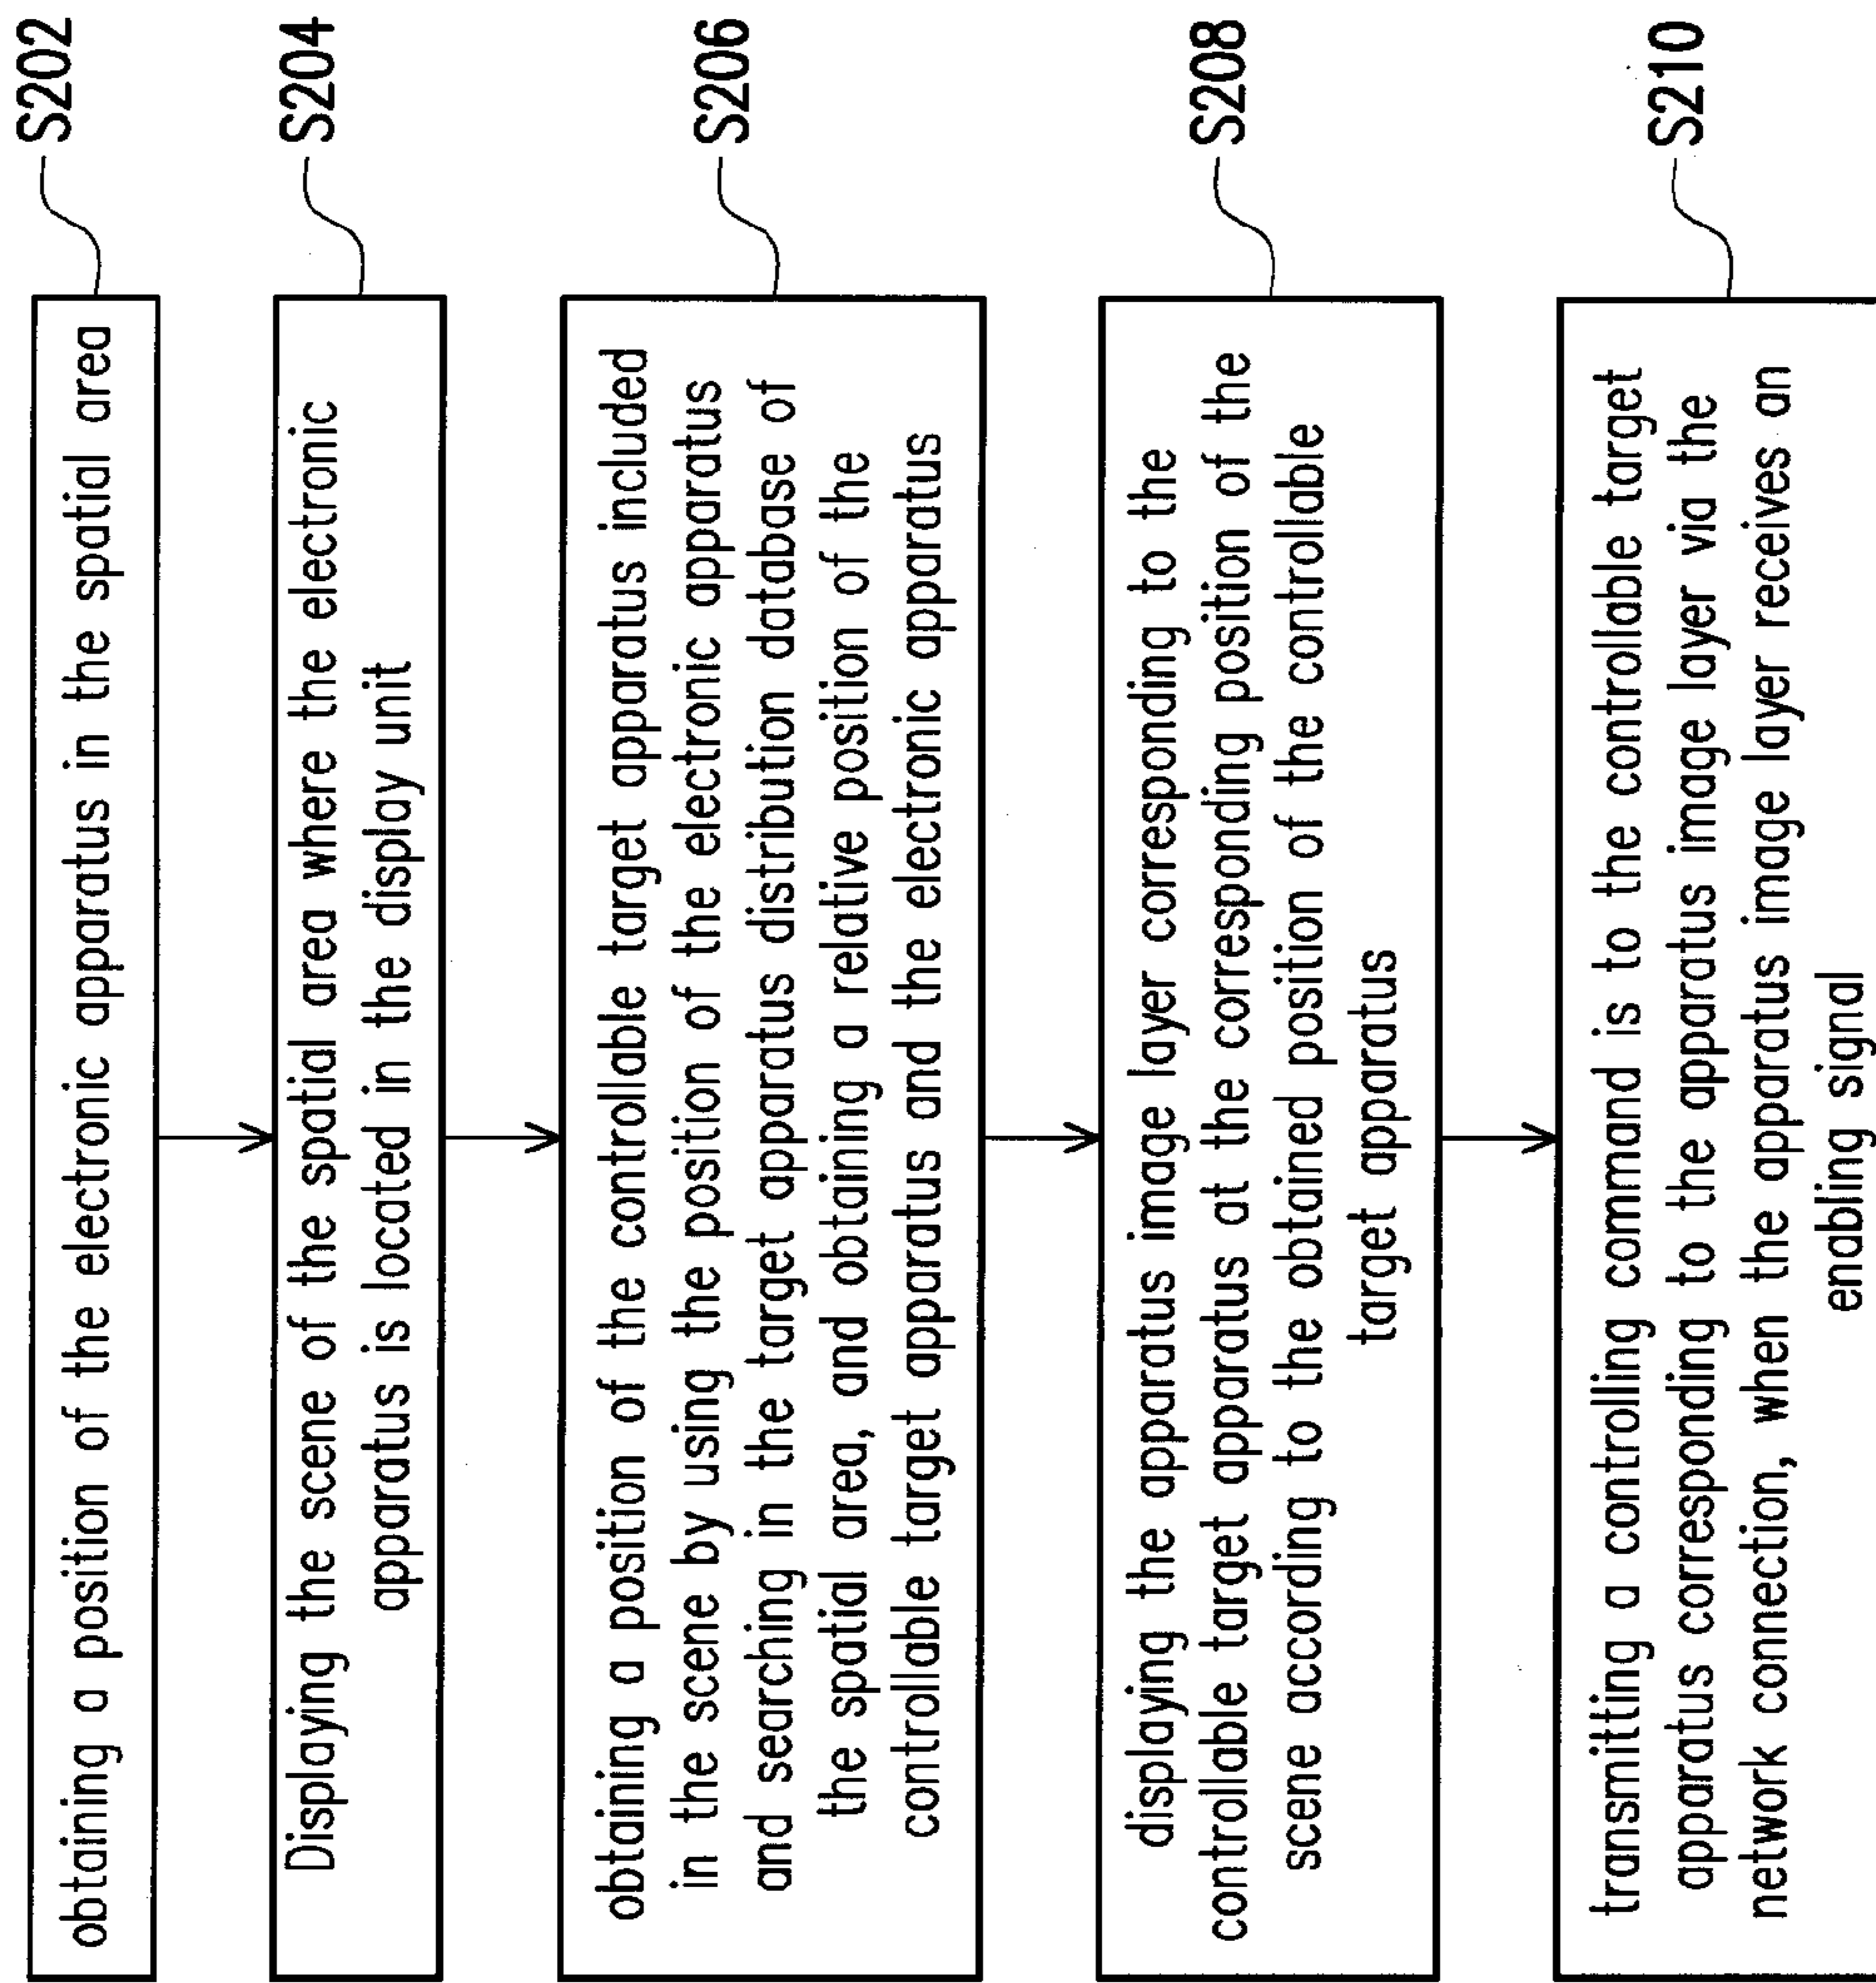 obtaining a position of the electronic apparatus in the spatial area
S202
Displaying the scene of the spatial area where the electronic
apparatus is located in the display unit
S204
obtaining a position of the controllable target apparatus included
in the scene by using the position of the electronic apparatus
and searching in the target apparatus distribution database of
the spatial area, and obtaining a relative position of the
controllable target apparatus and the electronic apparatus
S206
displaying the apparatus image layer corresponding to the
controllable target apparatus at the corresponding position of the
scene according to the obtained position of the controllable
target apparatus
S208
transmitting a controlling command is to the controllable target
apparatus corresponding to the apparatus image layer via the
network connection, when the apparatus image layer receives an
enabling signal
S210